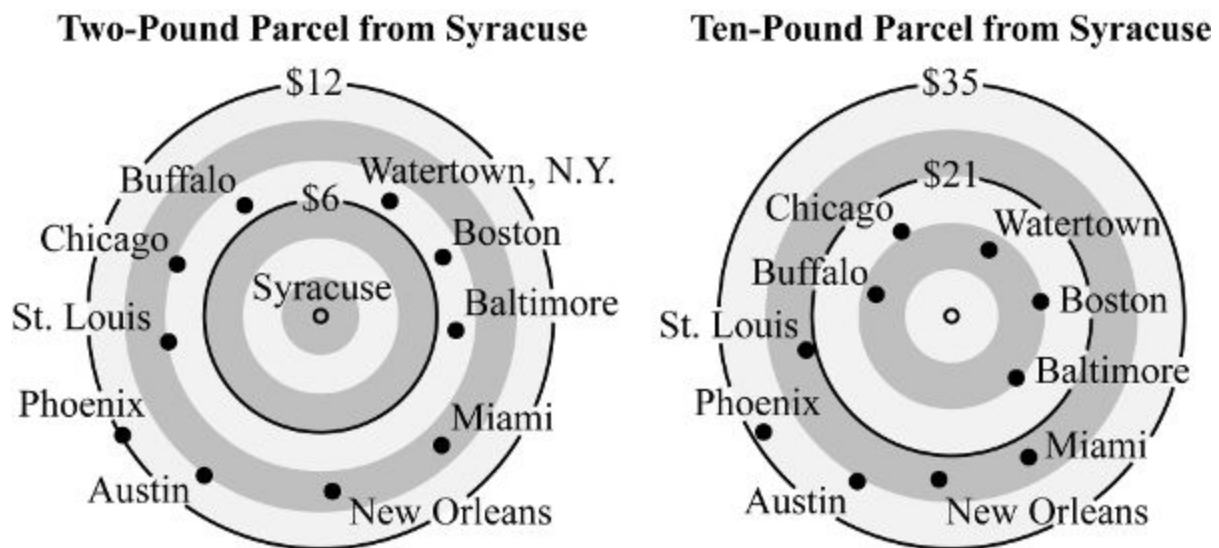 Two-Pound Parcel from Syracuse
$12
Buffalo
Watertown, N.Y.
$6
Chicago
Boston
Syracuse
Baltimore
St. Louis
Phoenix
Miami
Austin
New Orleans
Ten-Pound Parcel from Syracuse
$35
$21
Chicago
Watertown
Buffalo
Boston
St. Louis
Baltimore
Phoenix
Miami
Austin
New Orleans